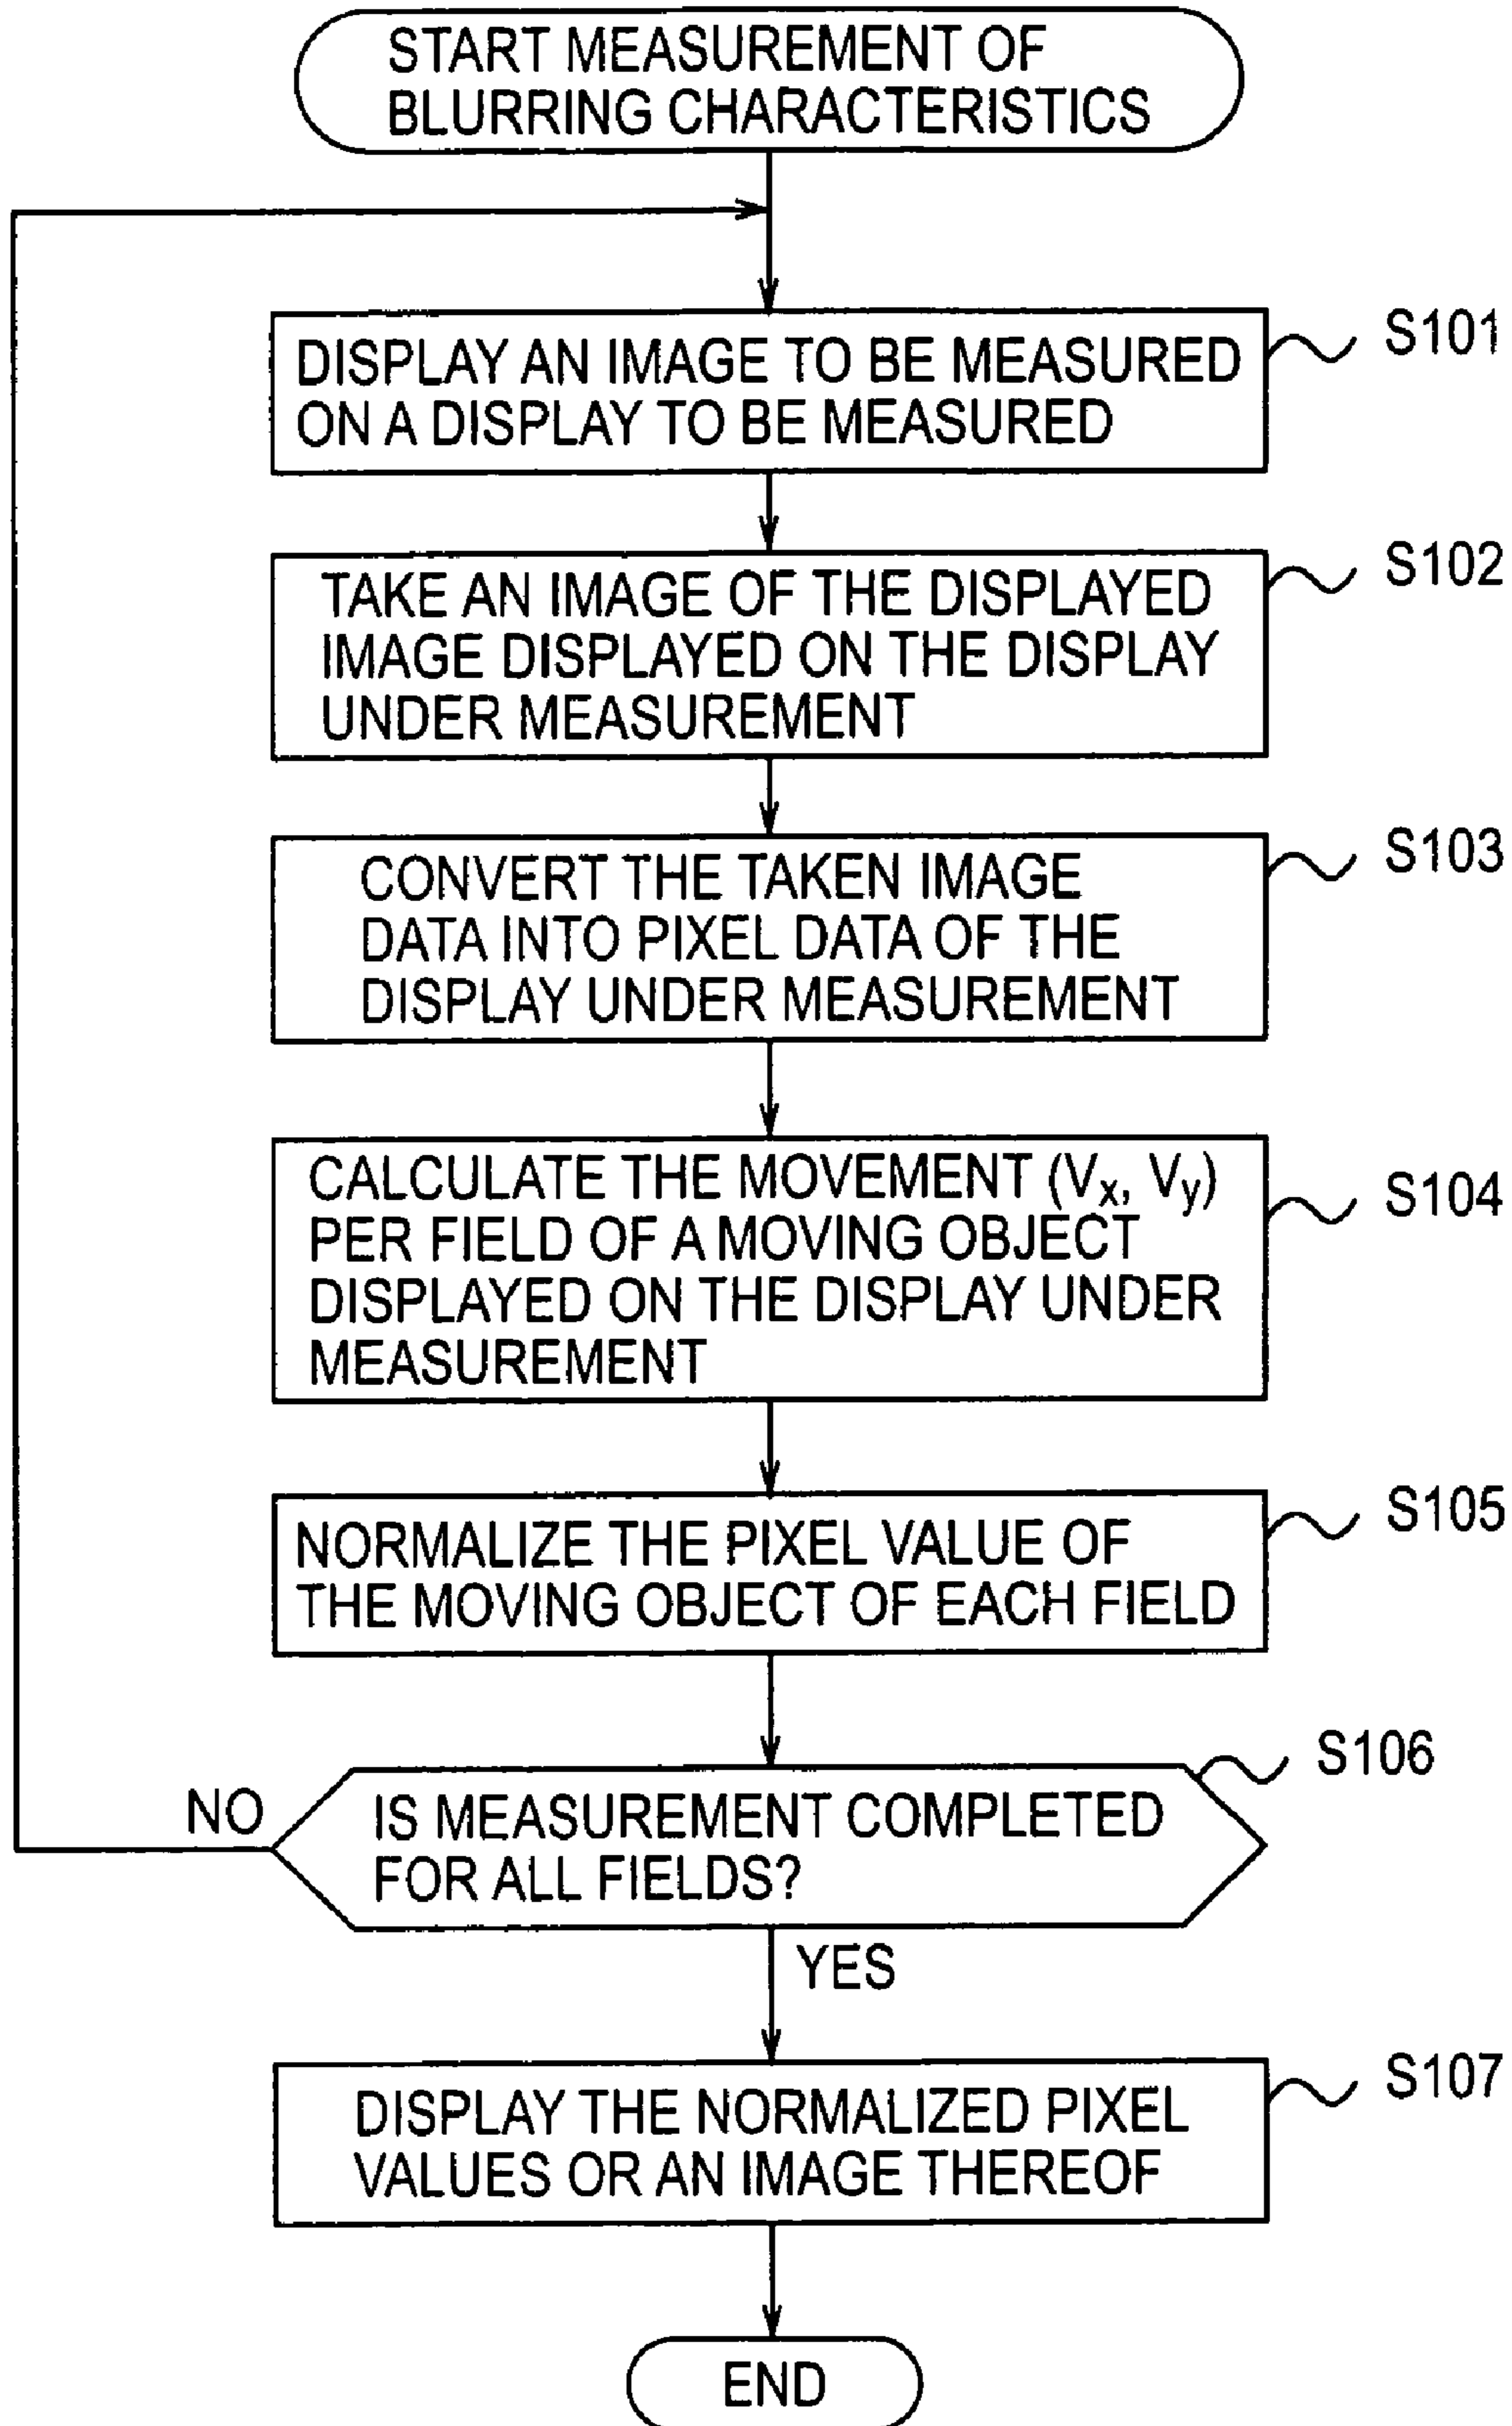 START MEASUREMENT OF
BLURRING CHARACTERISTICS
DISPLAY AN IMAGE TO BE MEASURED
ON A DISPLAY TO BE MEASURED
S101
TAKE AN IMAGE OF THE DISPLAYED
IMAGE DISPLAYED ON THE DISPLAY
UNDER MEASUREMENT
S102
CONVERT THE TAKEN IMAGE
DATA INTO PIXEL DATA OF THE
DISPLAY UNDER MEASUREMENT
S103
CALCULATE THE MOVEMENT (Vx, Vy)
PER FIELD OF A MOVING OBJECT
DISPLAYED ON THE DISPLAY UNDER
MEASUREMENT
S104
NORMALIZE THE PIXEL VALUE OF
THE MOVING OBJECT OF EACH FIELD
S105
IS MEASUREMENT COMPLETED
FOR ALL FIELDS?
S106
NO
YES
DISPLAY THE NORMALIZED PIXEL
VALUES OR AN IMAGE THEREOF
S107
END